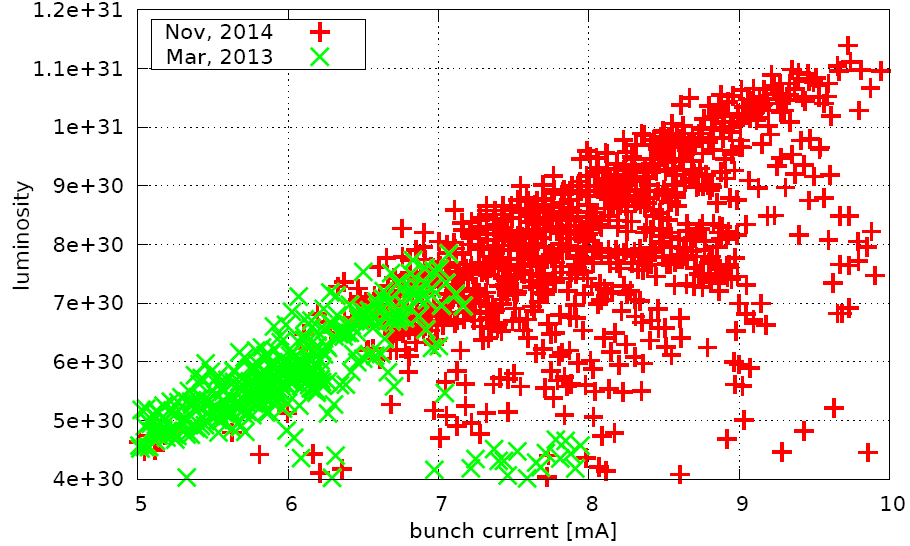 1.2e+31
1.1e+31
1e+31
9e+30
8e+30
7e+30
6e+30
5e+30
4e+30
luminosity
Nov, 2014
Mar, 2013
5 6 7 8 9 10
bunch current [mA]